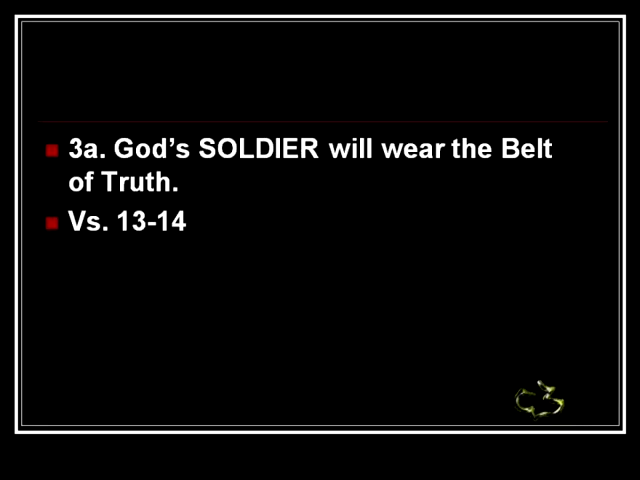 3a. God’s SOLDIER will wear the Belt
of Truth.
Vs. 13-14